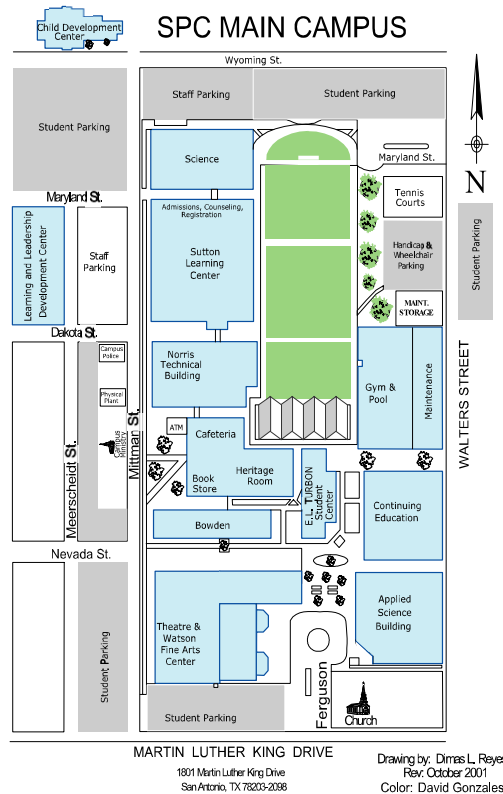 SPC MAIN CAMPUS
Child Development
Center
Wyoming St.
Staff Parking
Student Parking
Student Parking
Science
Maryland St.
N
Maryland St.
Tennis
Courts
Admissions, Counseling,
Registration
Sutton
Learning
Center
Learning and Leadership
Development Center
Staff
Parking
Handicap &
Wheelchair
Parking
Student Parking
MAINT.
STORAGE
Dakota St.
Campus
Police
Norris
Technical
Building
Physical
Plant
Gym &
Pool
Maintenance
WALTERS STREET
Mittman St.
ATM
Cafeteria
Campus
Ministry
Meerscheidt St.
Heritage
Room
Book
Store
E.L. TURBON
Student
Center
Continuing
Education
Bowden
Nevada St.
Applied
Science
Building
Theatre &
Watson
Fine Arts
Center
Student Parking
Ferguson
Church
Student Parking
MARTIN LUTHER KING DRIVE
1801 Martin Luther King Drive
San Antonio, TX 78203-2098
Drawing by: Dimas L. Reye
Rev: October 2001
Color: David Gonzales